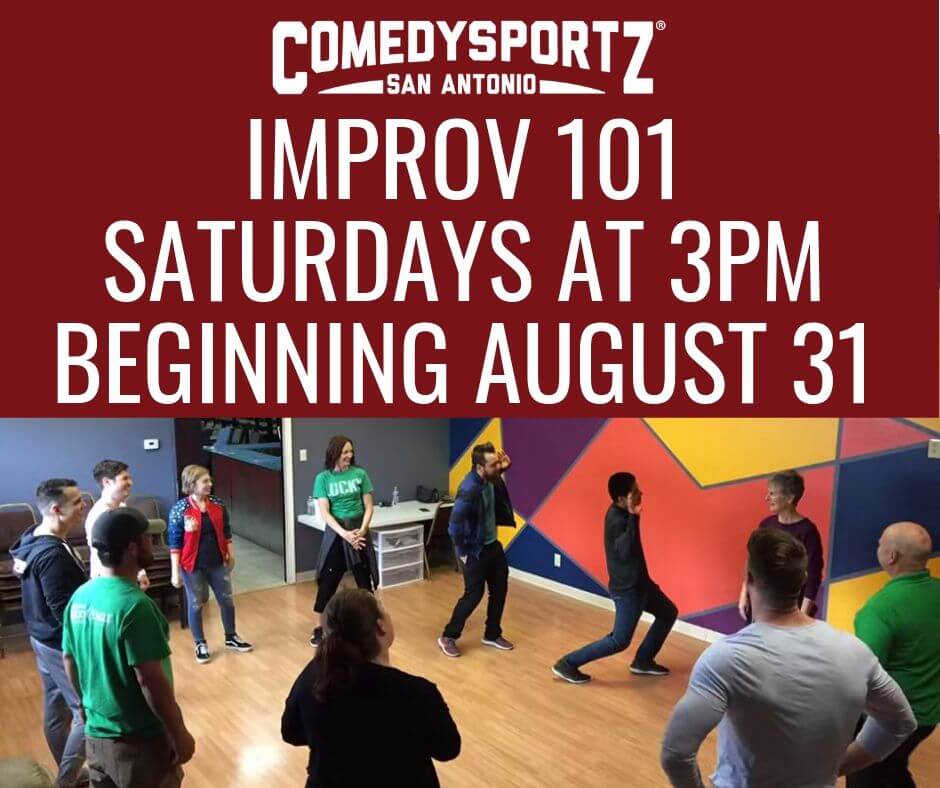 COMEDYSPORTZ®
SAN ANTONIO
IMPROV 101
SATURDAYS AT 3PM
BEGINNING AUGUST 31